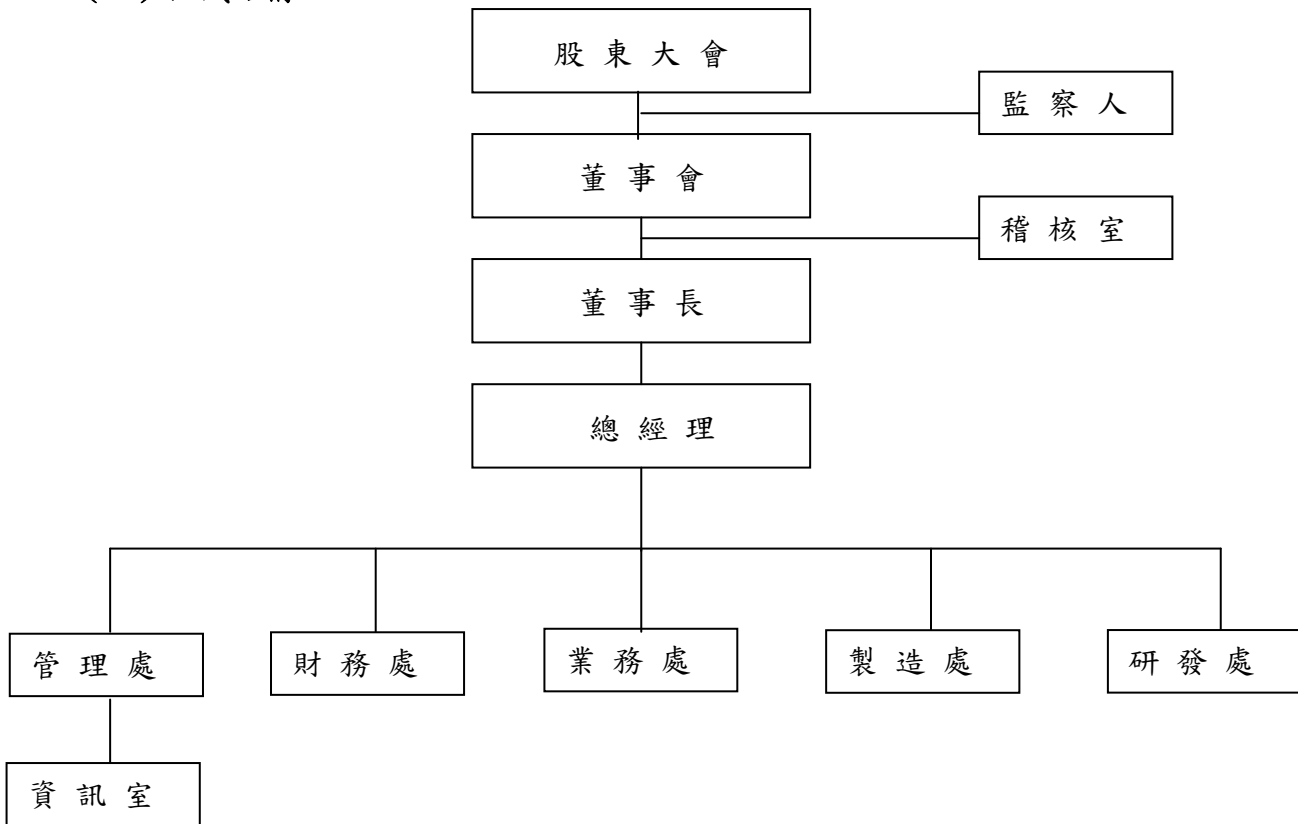 股東大會
監察人
董事會
稽核室
董事長
總經理
管理處
財務處
業務處
製造處
研發處
資訊室